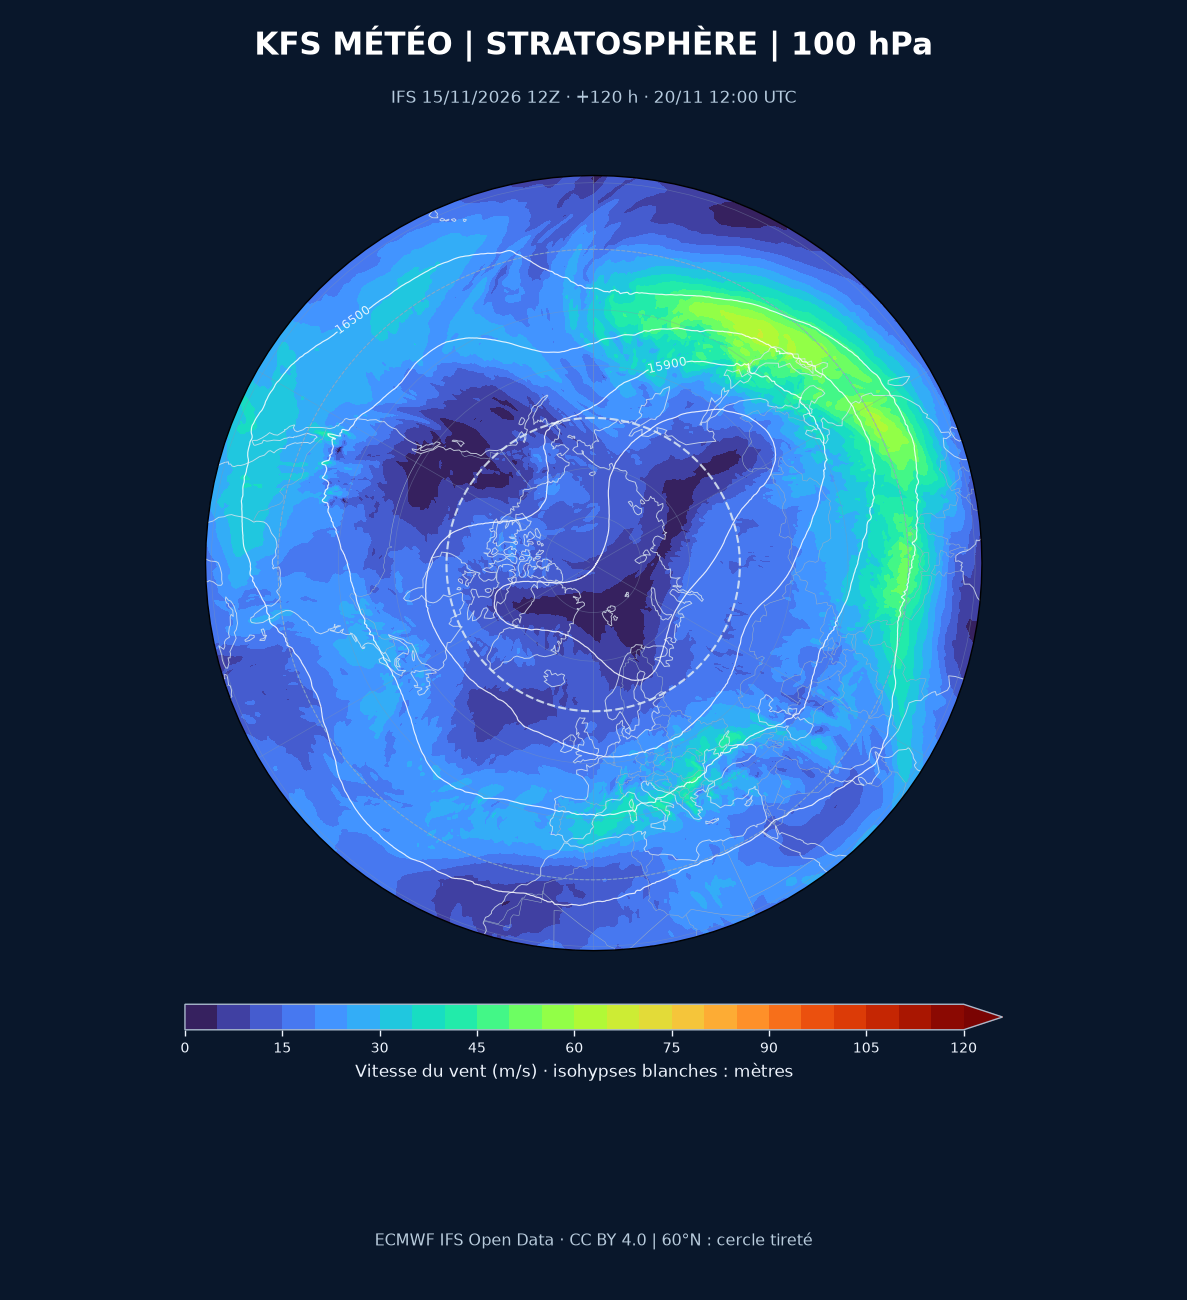 KFS MÉTÉO | STRATOSPHÈRE | 100 hPa
IFS 15/11/2026 12Z · +120 h · 20/11 12:00 UTC
16500
15900
0 15 30 45 60 75 90 105 120
Vitesse du vent (m/s) · isohypses blanches : mètres
ECMWF IFS Open Data · CC BY 4.0 | 60°N : cercle tireté